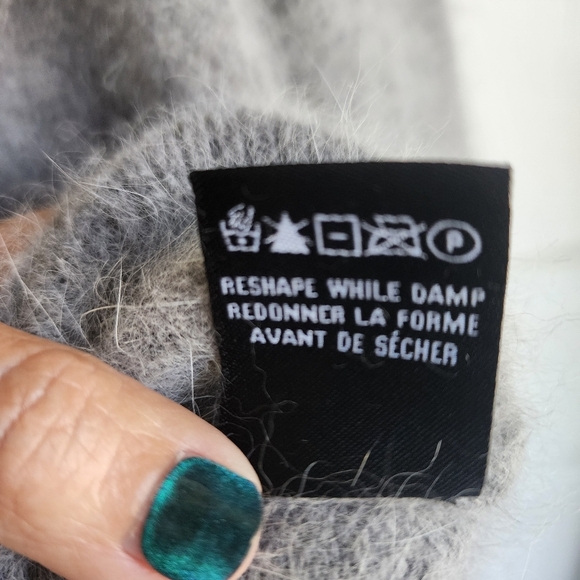 P
RESHAPE WHILE DAMP
REDONNER LA FORME
AVANT DE SÉCHER